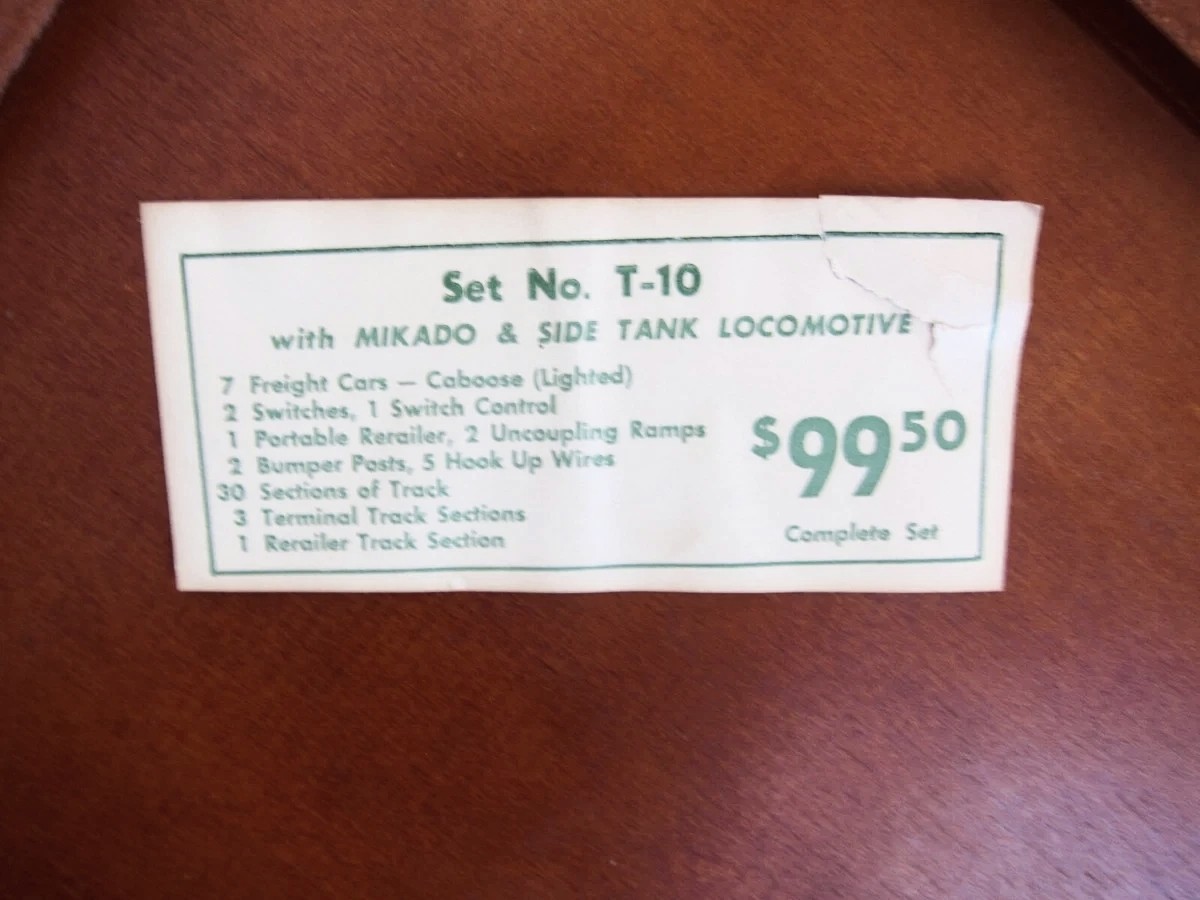 Set No. T-10
with MIKADO & SIDE TANK LOCOMOTIVE
7 Freight Cars — Caboose (Lighted)
2 Switches, 1 Switch Control
1 Portable Rerailer, 2 Uncoupling Ramps
2 Bumper Posts, 5 Hook Up Wires
30 Sections of Track
3 Terminal Track Sections
1 Rerailer Track Section
$99 50
Complete Set